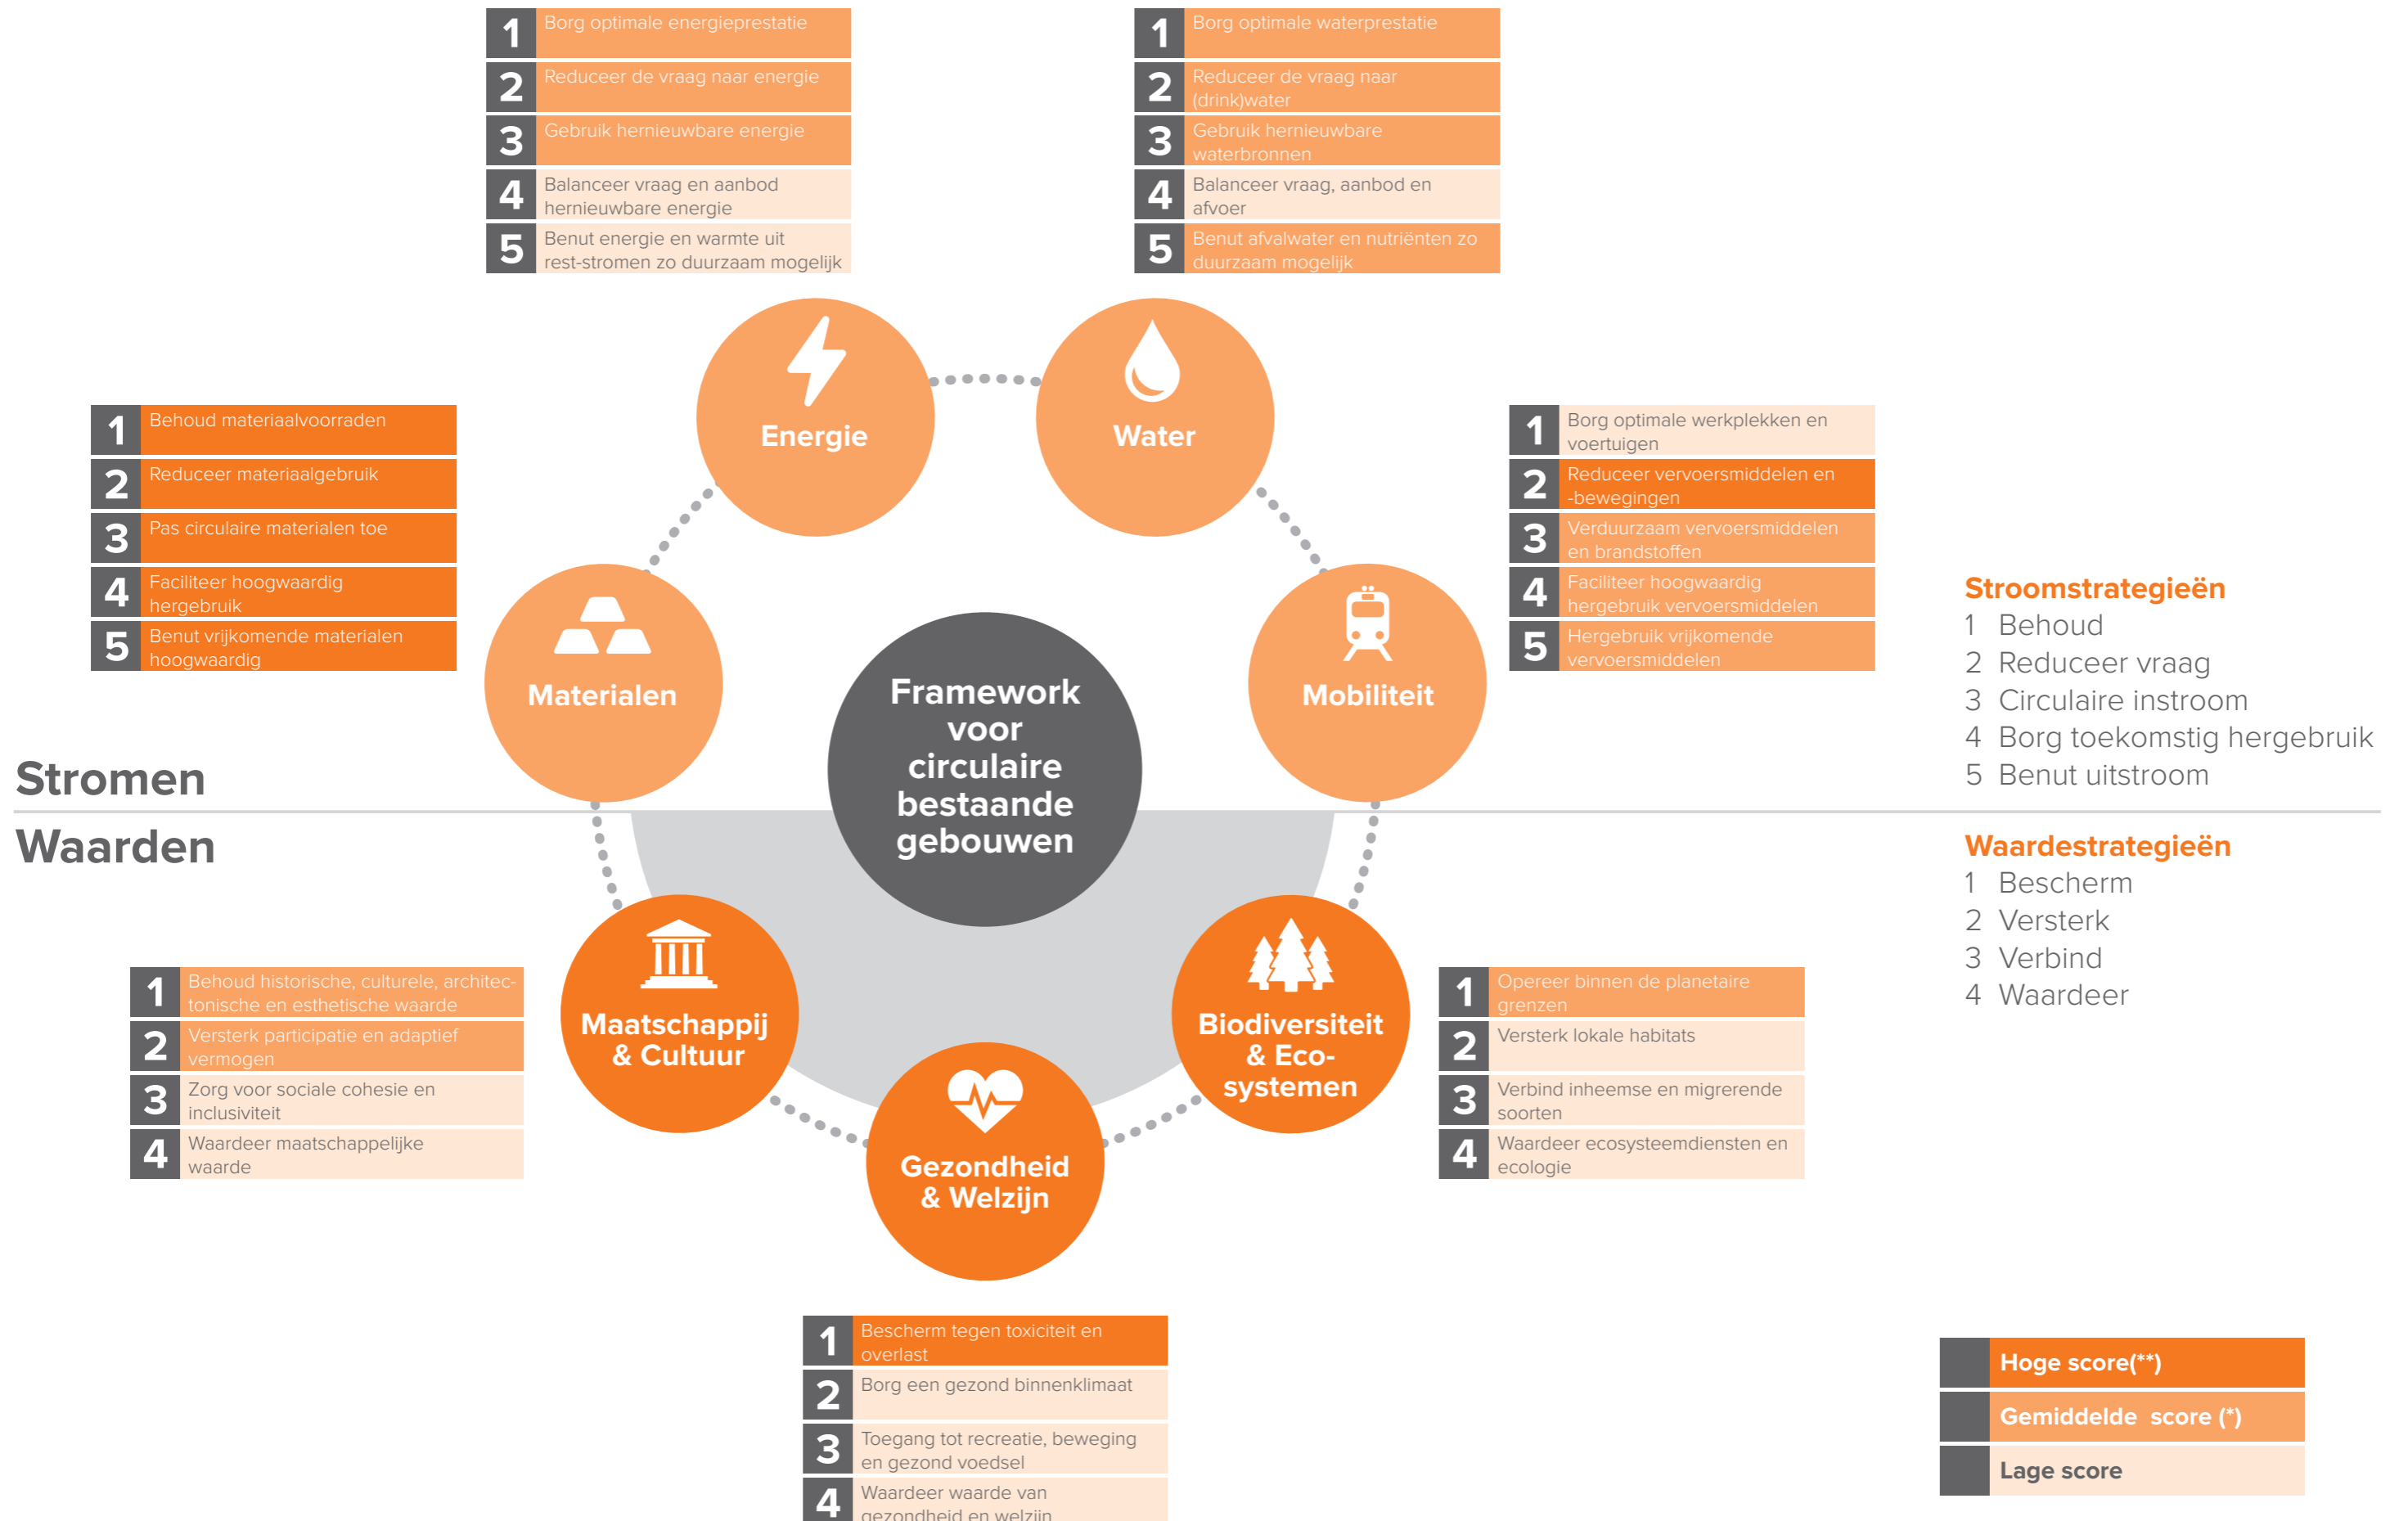 1
Borg optimale energieprestatie
2
Reduceer de vraag naar energie
3
Gebruik hernieuwbare energie
4
Balanceer vraag en aanbod
hernieuwbare energie
5
Benut energie en warmte uit
rest-stromen zo duurzaam mogelijk
1
Borg optimale waterprestatie
2
Reduceer de vraag naar
(drink)water
3
Gebruik hernieuwbare
waterbronnen
4
Balanceer vraag, aanbod en
afvoer
5
Benut afvalwater en nutriënten zo
duurzaam mogelijk
Energie
Water
1
Behoud materiaalvoorraden
2
Reduceer materiaalgebruik
3
Pas circulaire materialen toe
4
Faciliteer hoogwaardig
hergebruik
5
Benut vrijkomende materialen
hoogwaardig
Materialen
Framework
voor
circulaire
bestaande
gebouwen
Mobiliteit
1
Borg optimale werkplekken en
voertuigen
2
Reduceer vervoersmiddelen en
-bewegingen
3
Verduurzaam vervoersmiddelen
en brandstoffen
4
Faciliteer hoogwaardig
hergebruik vervoersmiddelen
5
Hergebruik vrijkomende
vervoersmiddelen
Stroomstrategieën
1 Behoud
2 Reduceer vraag
3 Circulaire instroom
4 Borg toekomstig hergebruik
5 Benut uitstroom
Stromen
Waarden
Waardestrategieën
1 Bescherm
2 Versterk
3 Verbind
4 Waardeer
1
Behoud historische, culturele, architec-
tonische en esthetische waarde
2
Versterk participatie en adaptief
vermogen
3
Zorg voor sociale cohesie en
inclusiviteit
4
Waardeer maatschappelijke
waarde
Maatschappij
& Cultuur
Gezondheid
& Welzijn
Biodiversiteit
& Eco-
systemen
1
Opereer binnen de planetaire
grenzen
2
Versterk lokale habitats
3
Verbind inheemse en migrerende
soorten
4
Waardeer ecosysteemdiensten en
ecologie
1
Bescherm tegen toxiciteit en
overlast
2
Borg een gezond binnenklimaat
3
Toegang tot recreatie, beweging
en gezond voedsel
4
Waardeer waarde van
gezondheid en welzijn
Hoge score(**)
Gemiddelde score (*)
Lage score